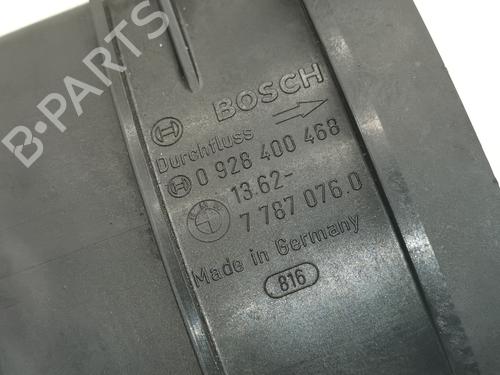 BOSCH
Durchfluss
0 928 400 468
13.62-
7 787 076.0
Made in Germany
816
B-PARTS